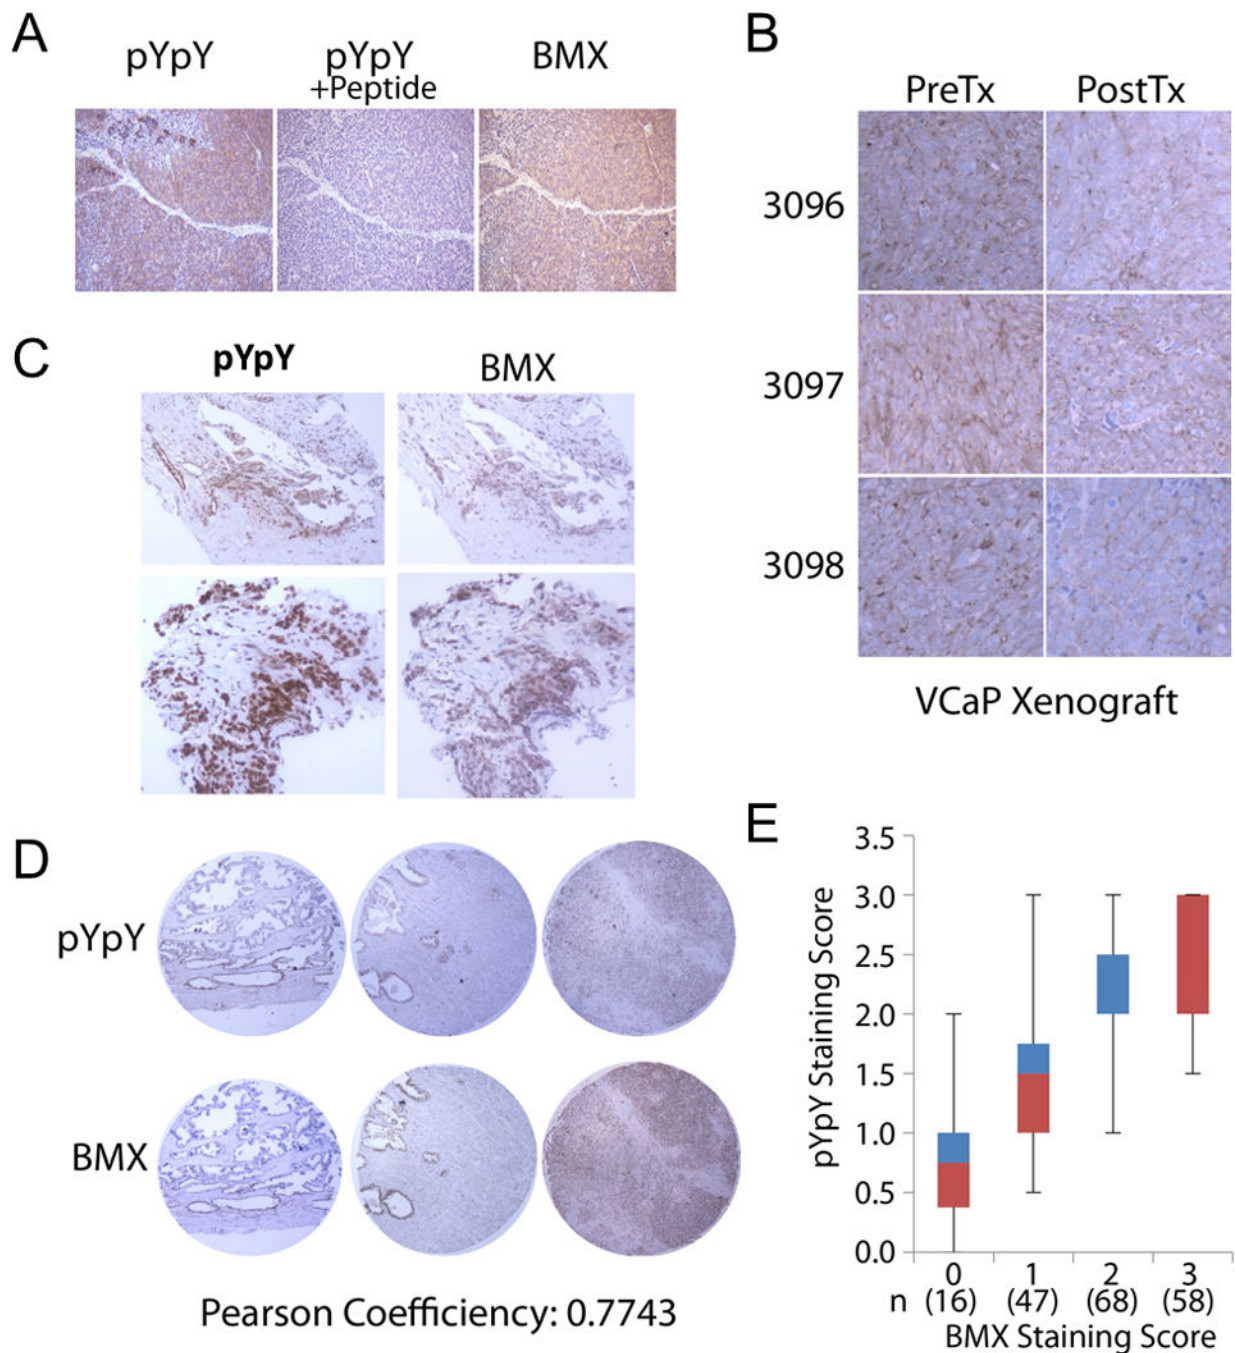 A
pYpY
pYpY
+Peptide
BMX
B
PreTx
PostTx
3096
3097
3098
VCaP Xenograft
C
pYpY
BMX
D
pYpY
BMX
Pearson Coefficiency: 0.7743
E
pYpY Staining Score
3.5
3.0
2.5
2.0
1.5
1.0
0.5
0.0
0 1 2 3
n (16) (47) (68) (58)
BMX Staining Score